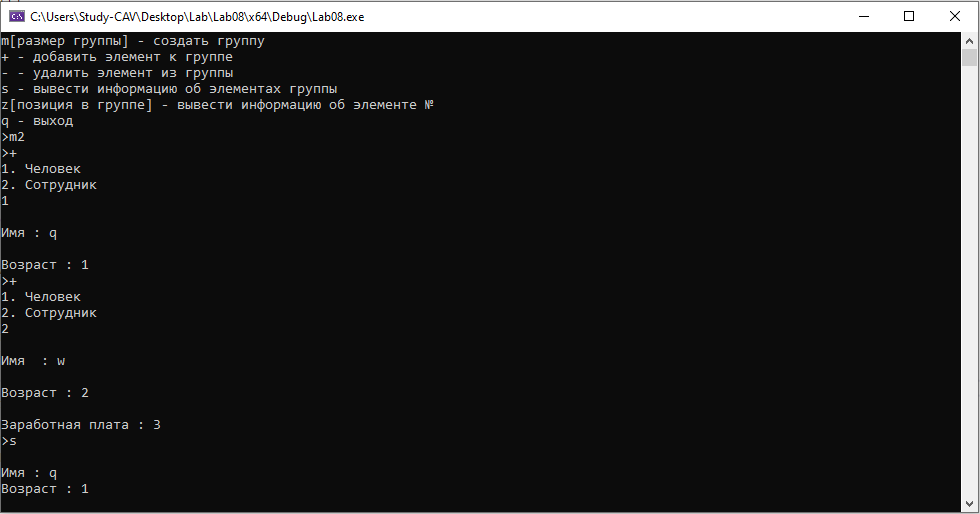 C:\Users\Study-CAV\Desktop\Lab\Lab08\x64\Debug\Lab08.exe
m[размер группы] - создать группу
+ - добавить элемент к группе
- - удалить элемент из группы
s - вывести информацию об элементах группы
z[позиция в группе] - вывести информацию об элементе №
q - выход
>m2
>+
1. Человек
2. Сотрудник
1
Имя : q
Возраст : 1
>+
1. Человек
2. Сотрудник
2
Имя  : w
Возраст : 2
Заработная плата : 3
>s
Имя : q
Возраст : 1